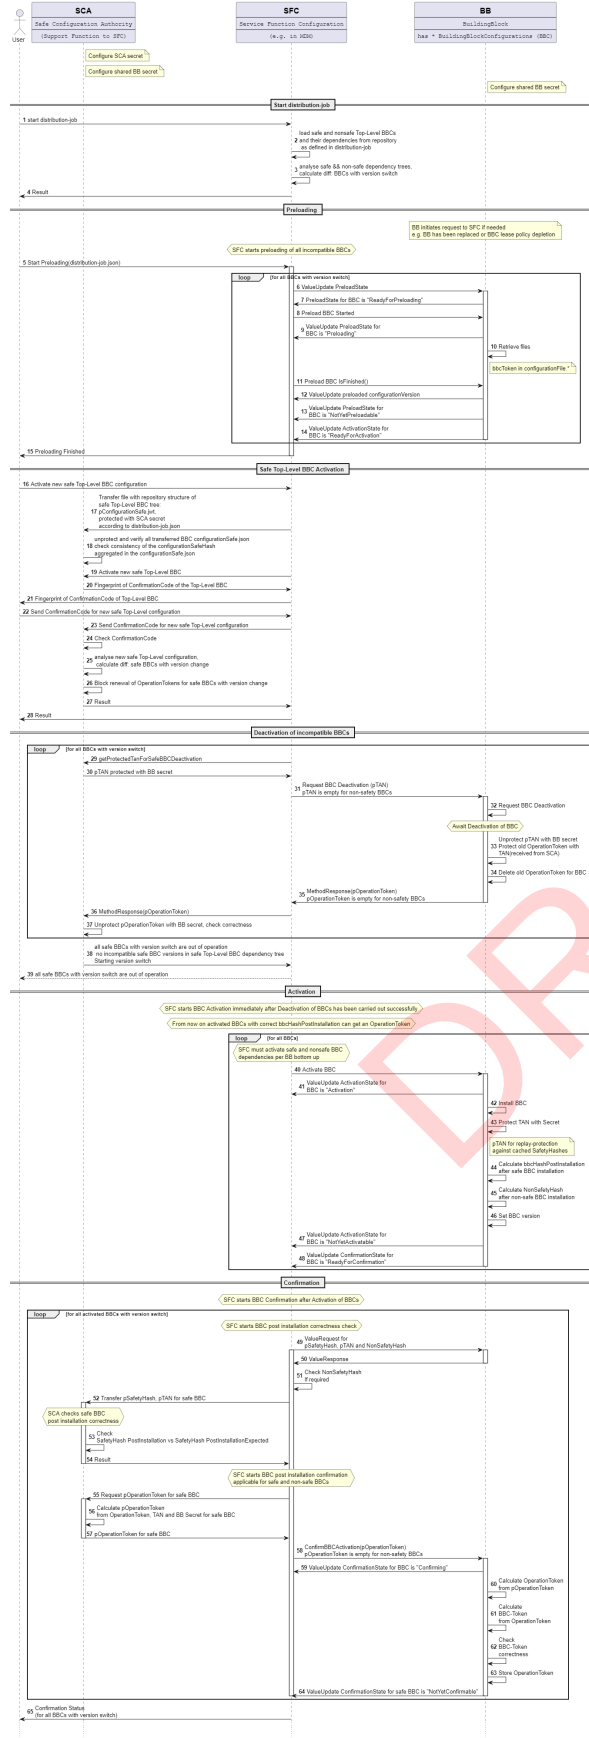 SCA
Safe Configuration Authority
(Support Function to SFC)
SFC
Service Function Configuration
(e.g. in MDM)
BB
BuildingBlock
has * BuildingBlockConfigurations (BBC)
User
Configure SCA secret
Configure shared BB secret
Configure shared BB secret
Start distribution-job
1 start distribution-job
load safe and nonsafe Top-Level BBCs
2 and their dependencies from repository
as defined in distribution-job
3 analyse safe && non-safe dependency trees,
calculate diff: BBCs with version switch
4 Result
Preloading
BB initiates request to SFC if needed
e.g. BB has been replaced or BBC lease policy depletion
SFC starts preloading of all incompatible BBCs
5 Start Preloading(distribution-job.json)
loop [for all BBCs with version switch]
6 ValueUpdate PreloadState
7 PreloadState for BBC is "ReadyForPreloading"
8 Preload BBC Started
9 ValueUpdate PreloadState for
BBC is "Preloading"
10 Retrieve files
bbcToken in configurationFile.*
11 Preload BBC IsFinished()
12 ValueUpdate preloaded configurationVersion
13 ValueUpdate PreloadState for
BBC is "NotYetPreloadable"
14 ValueUpdate ActivationState for
BBC is "ReadyForActivation"
15 Preloading Finished
Safe Top-Level BBC Activation
16 Activate new safe Top-Level BBC configuration
Transfer file with repository structure of
safe Top-Level BBC tree:
17 pConfigurationSafe.jwt,
protected with SCA secret
according to distribution-job.json
unprotect and verify all transferred BBC configurationSafe.json
18 check consistency of the configurationSafeHash
aggregated in the configurationSafe.json
19 Activate new safe Top-Level BBC
20 Fingerprint of ConfirmationCode of the Top-Level BBC
21 Fingerprint of ConfirmationCode of Top-Level BBC
22 Send ConfirmationCode for new safe Top-Level configuration
23 Send ConfirmationCode for new safe Top-Level configuration
24 Check ConfirmationCode
25 analyse new safe Top-Level configuration,
calculate diff: safe BBCs with version change
26 Block renewal of OperationTokens for safe BBCs with version change
27 Result
28 Result
Deactivation of incompatible BBCs
loop [for all BBCs with version switch]
29 getProtectedTanForSafeBBCDeactivation
30 pTAN protected with BB secret
31 Request BBC Deactivation (pTAN)
pTAN is empty for non-safety BBCs
32 Request BBC Deactivation
Await Deactivation of BBC
Unprotect pTAN with BB secret
33 Protect old OperationToken with
TAN(received from SCA)
34 Delete old OperationToken for BBC
35 MethodResponse(pOperationToken)
pOperationToken is empty for non-safety BBCs
36 MethodResponse(pOperationToken)
37 Unprotect pOperationToken with BB secret, check correctness
all safe BBCs with version switch are out of operation
38 no incompatible safe BBC versions in safe Top-Level BBC dependency tree
Starting version switch
39 all safe BBCs with version switch are out of operation
Activation
SFC starts BBC Activation immediately after Deactivation of BBCs has been carried out successfully
From now on activated BBCs with correct bbcHashPostInstallation can get an OperationToken
loop [for all BBCs]
SFC must activate safe and nonsafe BBC
dependencies per BB bottom up
40 Activate BBC
41 ValueUpdate ActivationState for
BBC is "Activation"
42 Install BBC
43 Protect TAN with Secret
pTAN for replay-protection
against cached SafetyHashes
44 Calculate bbcHashPostInstallation
after safe BBC installation
45 Calculate NonSafetyHash
after non-safe BBC installation
46 Set BBC version
47 ValueUpdate ActivationState for
BBC is "NotYetActivatable"
48 ValueUpdate ConfirmationState for
BBC is "ReadyForConfirmation"
Confirmation
SFC starts BBC Confirmation after Activation of BBCs
loop [for all activated BBCs with version switch]
SFC starts BBC post installation correctness check
49 ValueRequest for
pSafetyHash, pTAN and NonSafetyHash
50 ValueResponse
51 Check NonSafetyHash
If required
52 Transfer pSafetyHash, pTAN for safe BBC
SCA checks safe BBC
post installation correctness
53 Check
SafetyHash PostInstallation vs SafetyHash PostInstallationExpected
54 Result
SFC starts BBC post installation confirmation
applicable for safe and non-safe BBCs
55 Request pOperationToken for safe BBC
56 Calculate pOperationToken
from OperationToken, TAN and BB Secret for safe BBC
57 pOperationToken for safe BBC
58 ConfirmBBCActivation(pOperationToken)
pOperationToken is empty for non-safety BBCs
59 ValueUpdate ConfirmationState for BBC is "Confirming"
60 Calculate OperationToken
from pOperationToken
Calculate
61 BBC-Token
from OperationToken
Check
62 BBC-Token
correctness
63 Store OperationToken
64 ValueUpdate ConfirmationState for safe BBC is "NotYetConfirmable"
65 Confirmation Status
(for all BBCs with version switch)
DR